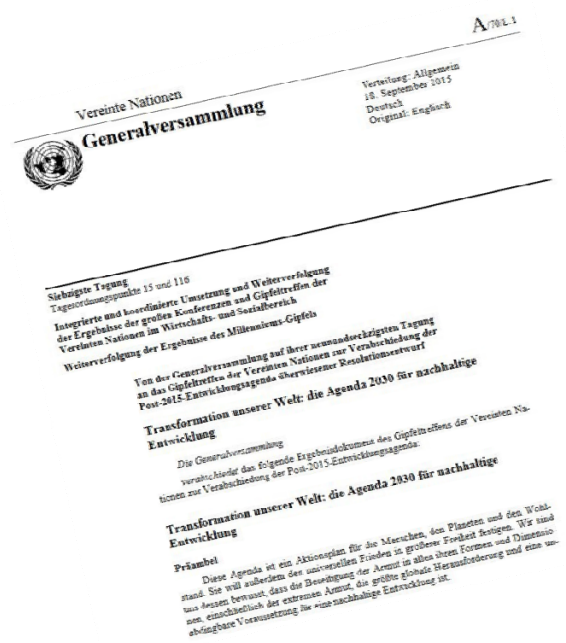 A/70/L.1
Vereinte Nationen
Generalversammlung
Verteilung: Allgemein
18. September 2015
Deutsch
Original: Englisch
Siebzigste Tagung
Tagesordnungspunkte 15 und 116
Integrierte und koordinierte Umsetzung und Weiterverfolgung
der Ergebnisse der großen Konferenzen und Gipfeltreffen der
Vereinten Nationen im Wirtschafts- und Sozialbereich
Weiterverfolgung der Ergebnisse des Millenniums-Gipfels
Von der Generalversammlung auf ihrer neunundsechzigsten Tagung
an das Gipfeltreffen der Vereinten Nationen zur Verabschiedung der
Post-2015-Entwicklungsagenda überwiesener Resolutionsentwurf
Transformation unserer Welt: die Agenda 2030 für nachhaltige
Entwicklung
Die Generalversammlung
verabschiedet das folgende Ergebnisdokument des Gipfeltreffens der Vereinten Na-
tionen zur Verabschiedung der Post-2015-Entwicklungsagenda:
Transformation unserer Welt: die Agenda 2030 für nachhaltige
Entwicklung
Präambel
Diese Agenda ist ein Aktionsplan für die Menschen, den Planeten und den Wohl-
stand. Sie will außerdem den universellen Frieden in größerer Freiheit festigen. Wir sind
uns dessen bewusst, dass die Beseitigung der Armut in allen ihren Formen und Dimensio-
nen, einschließlich der extremen Armut, die größte globale Herausforderung und eine un-
abdingbare Voraussetzung für eine nachhaltige Entwicklung ist.